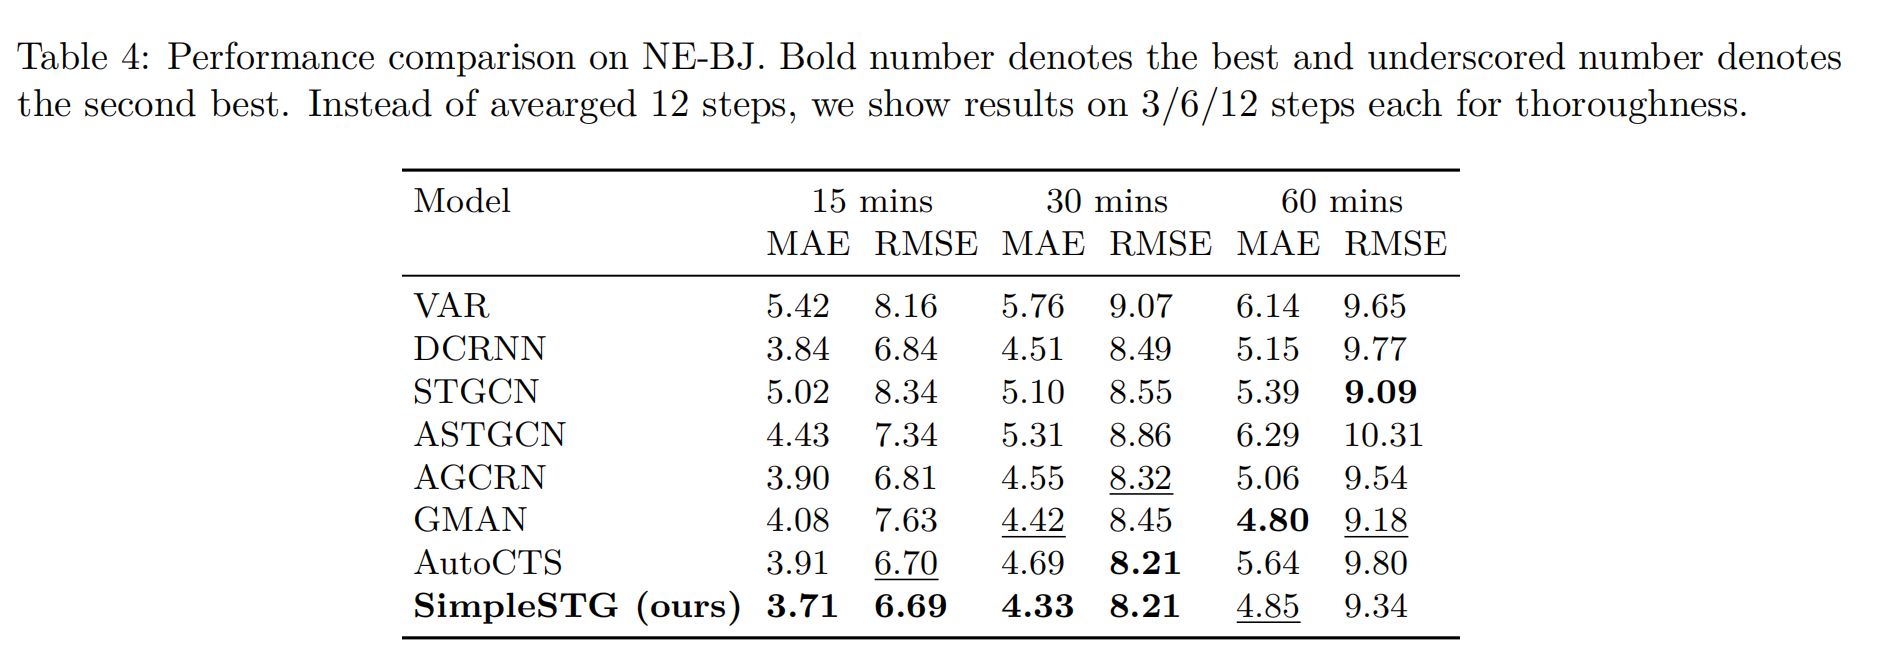 Table 4: Performance comparison on NE-BJ. Bold number denotes the best and underscored number denotes
the second best. Instead of avearged 12 steps, we show results on 3/6/12 steps each for thoroughness.
Model 15 mins 30 mins 60 mins
MAE RMSE MAE RMSE MAE RMSE
VAR 5.42 8.16 5.76 9.07 6.14 9.65
DCRNN 3.84 6.84 4.51 8.49 5.15 9.77
STGCN 5.02 8.34 5.10 8.55 5.39 9.09
ASTGCN 4.43 7.34 5.31 8.86 6.29 10.31
AGCRN 3.90 6.81 4.55 8.32 5.06 9.54
GMAN 4.08 7.63 4.42 8.45 4.80 9.18
AutoCTS 3.91 6.70 4.69 8.21 5.64 9.80
SimpleSTG (ours) 3.71 6.69 4.33 8.21 4.85 9.34